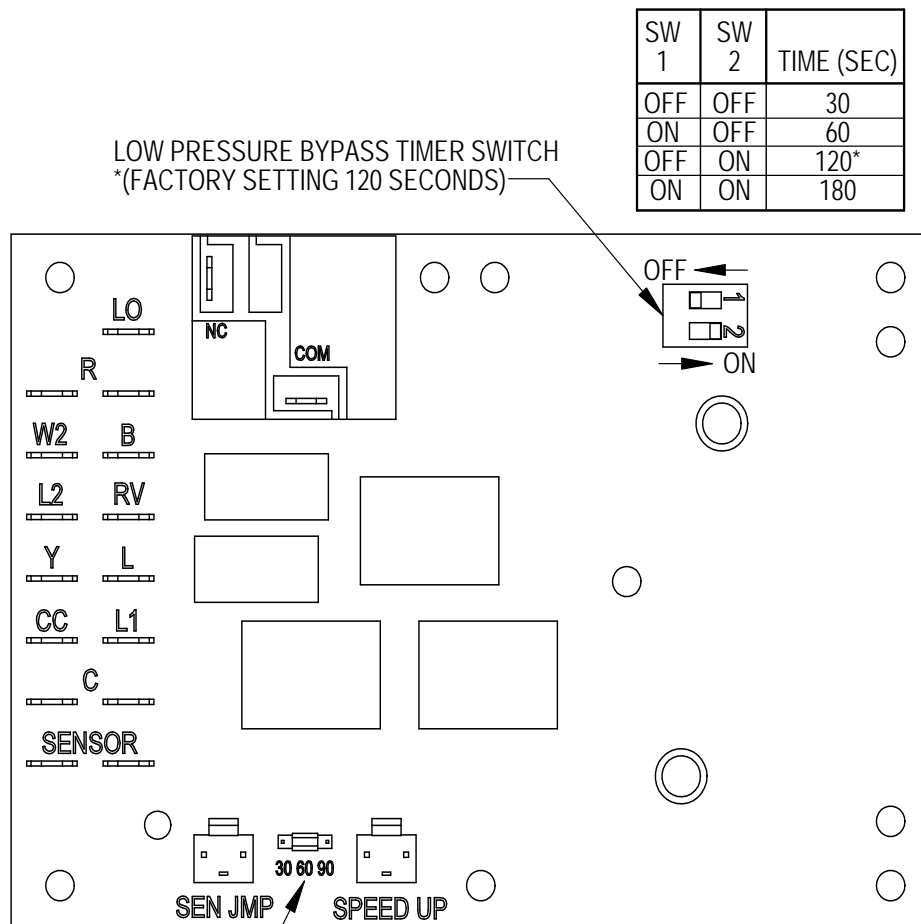 SW 1 SW 2 TIME (SEC)
OFF OFF 30
ON OFF 60
OFF ON 120*
ON ON 180
LOW PRESSURE BYPASS TIMER SWITCH
*(FACTORY SETTING 120 SECONDS)
OFF
1
2
ON
NC
COM
LO
R
W2 B
L2 RV
Y L
CC L1
C
SENSOR
30 60 90
SEN JMP SPEED UP